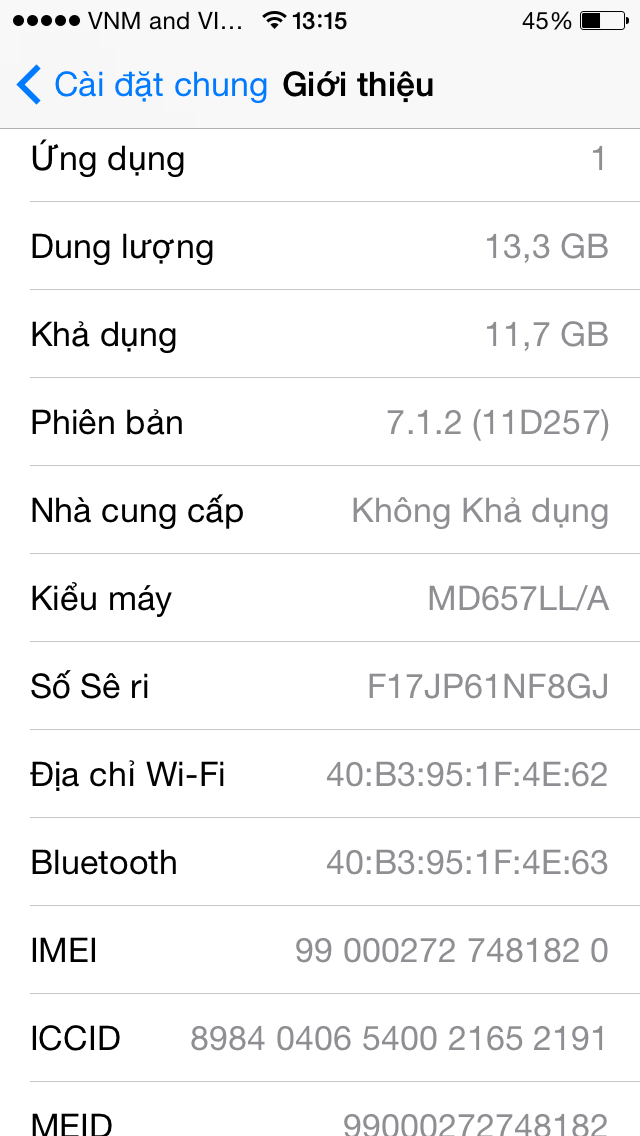 VNM and VI... 13:15 45%
Cài đặt chung Giới thiệu
Ứng dụng 1
Dung lượng 13,3 GB
Khả dụng 11,7 GB
Phiên bản 7.1.2 (11D257)
Nhà cung cấp Không Khả dụng
Kiểu máy MD657LL/A
Số Sê ri F17JP61NF8GJ
Địa chỉ Wi-Fi 40:B3:95:1F:4E:62
Bluetooth 40:B3:95:1F:4E:63
IMEI 99 000272 748182 0
ICCID 8984 0406 5400 2165 2191
MEID 99000272748182